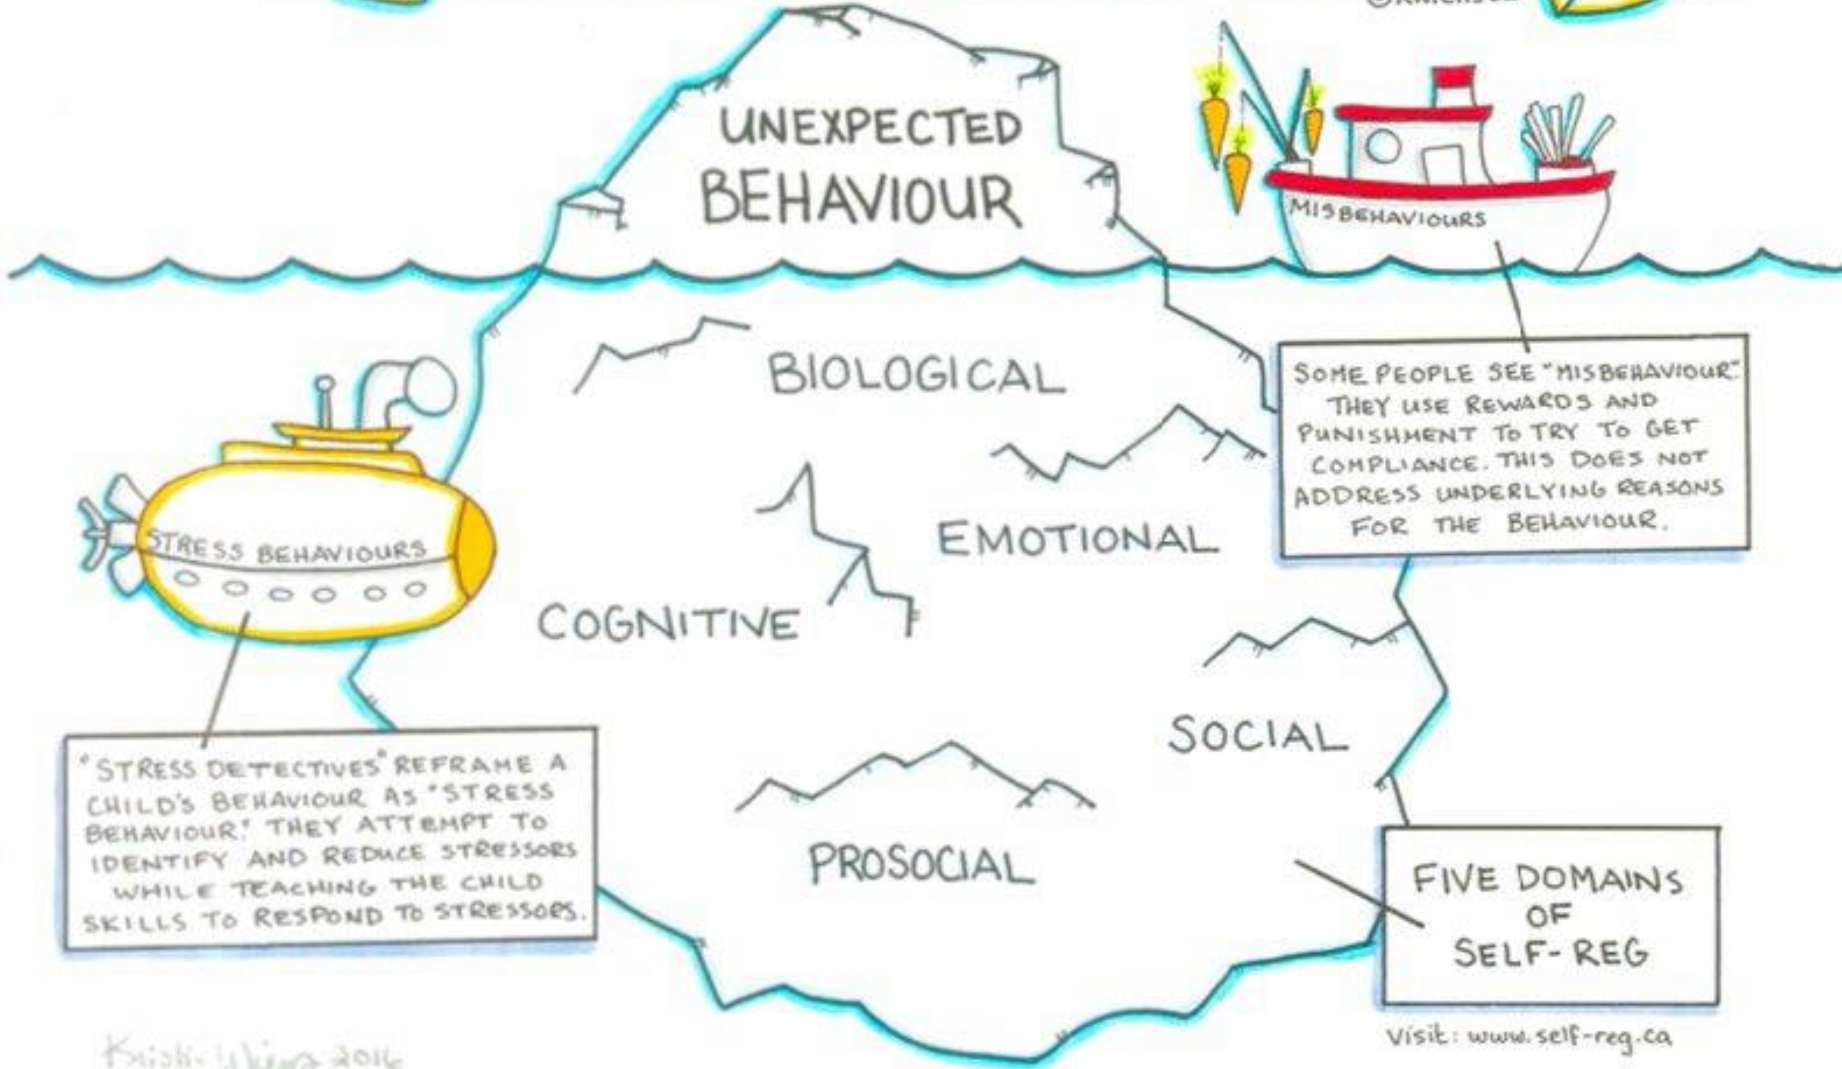 UNEXPECTED
BEHAVIOUR
MISBEHAVIOURS
BIOLOGICAL
SOME PEOPLE SEE "MISBEHAVIOUR".
THEY USE REWARDS AND
PUNISHMENT TO TRY TO GET
COMPLIANCE. THIS DOES NOT
ADDRESS UNDERLYING REASONS
FOR THE BEHAVIOUR.
EMOTIONAL
STRESS BEHAVIOURS
COGNITIVE
SOCIAL
"STRESS DETECTIVES" REFRAME A
CHILD'S BEHAVIOUR AS "STRESS
BEHAVIOUR". THEY ATTEMPT TO
IDENTIFY AND REDUCE STRESSORS
WHILE TEACHING THE CHILD
SKILLS TO RESPOND TO STRESSORS.
PROSOCIAL
FIVE DOMAINS
OF
SELF-REG
Visit: www.self-reg.ca
2016